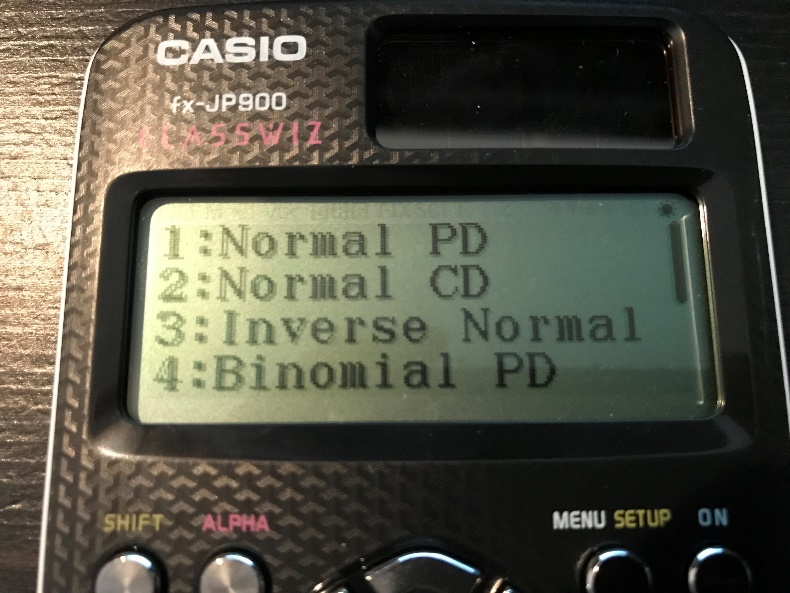 CASIO
fx-JP900
CLASSWIZ
1:Normal PD
2:Normal CD
3:Inverse Normal
4:Binomial PD
SHIFT ALPHA MENU SETUP ON